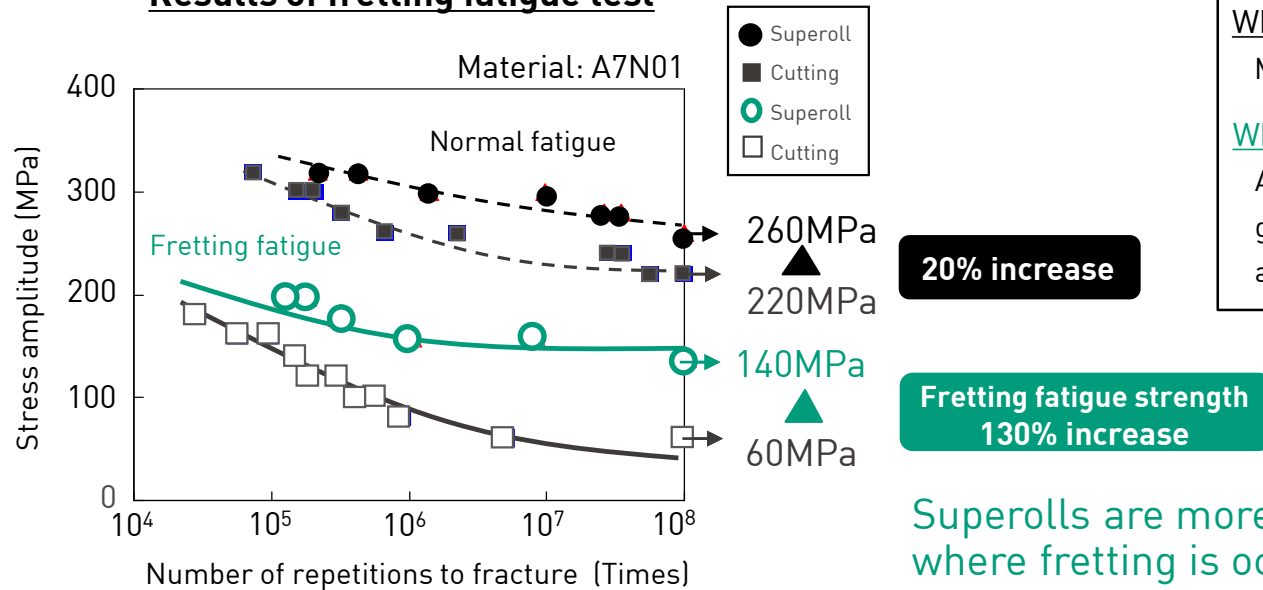 Results of fretting fatigue test
Material: A7N01
Superoll
Cutting
Superoll
Cutting
Stress amplitude (MPa)
400
300
200
100
0
Normal fatigue
Fretting fatigue
260MPa
220MPa
20% increase
140MPa
60MPa
Fretting fatigue strength
130% increase
10⁴ 10⁵ 10⁶ 10⁷ 10⁸
Number of repetitions to fracture (Times)
Superolls are more
where fretting is